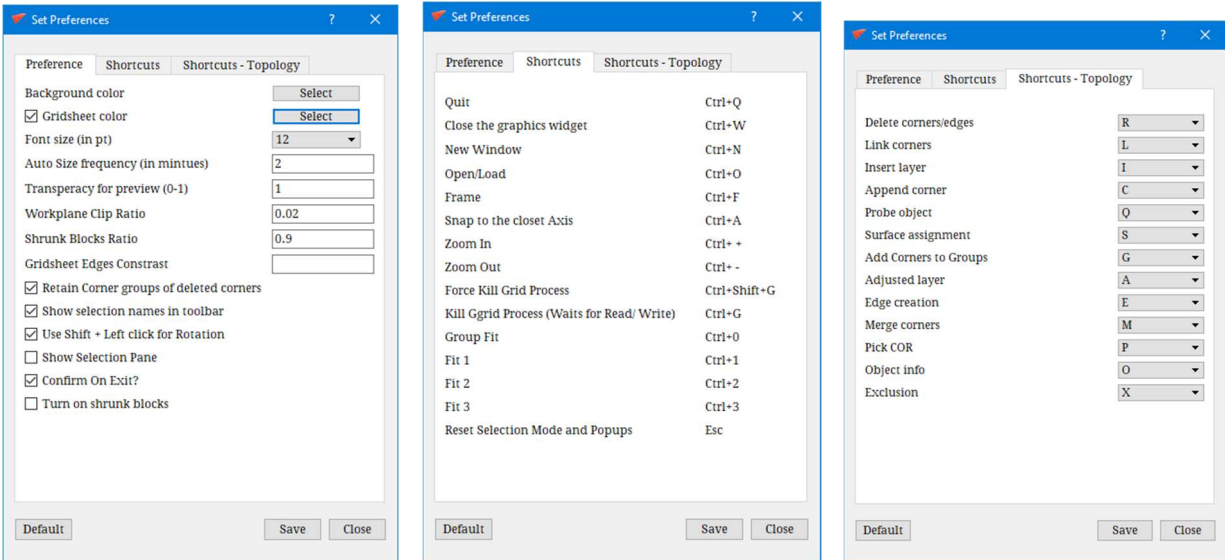 Set Preferences ? ×
Preference Shortcuts Shortcuts - Topology
Background color Select
Gridsheet color Select
Font size (in pt) 12
Auto Size frequency (in mintues) 2
Transperacy for preview (0-1) 1
Workplane Clip Ratio 0.02
Shrunk Blocks Ratio 0.9
Gridsheet Edges Constrast
Retain Corner groups of deleted corners
Show selection names in toolbar
Use Shift + Left click for Rotation
Show Selection Pane
Confirm On Exit?
Turn on shrunk blocks
Default Save Close
Set Preferences ? ×
Preference Shortcuts Shortcuts - Topology
Quit Ctrl+Q
Close the graphics widget Ctrl+W
New Window Ctrl+N
Open/Load Ctrl+O
Frame Ctrl+F
Snap to the closet Axis Ctrl+A
Zoom In Ctrl+ +
Zoom Out Ctrl+ -
Force Kill Grid Process Ctrl+Shift+G
Kill Ggrid Process (Waits for Read/ Write) Ctrl+G
Group Fit Ctrl+0
Fit 1 Ctrl+1
Fit 2 Ctrl+2
Fit 3 Ctrl+3
Reset Selection Mode and Popups Esc
Default Save Close
Set Preferences ? ×
Preference Shortcuts Shortcuts - Topology
Delete corners/edges R
Link corners L
Insert layer I
Append corner C
Probe object Q
Surface assignment S
Add Corners to Groups G
Adjusted layer A
Edge creation E
Merge corners M
Pick COR P
Object info O
Exclusion X
Default Save Close